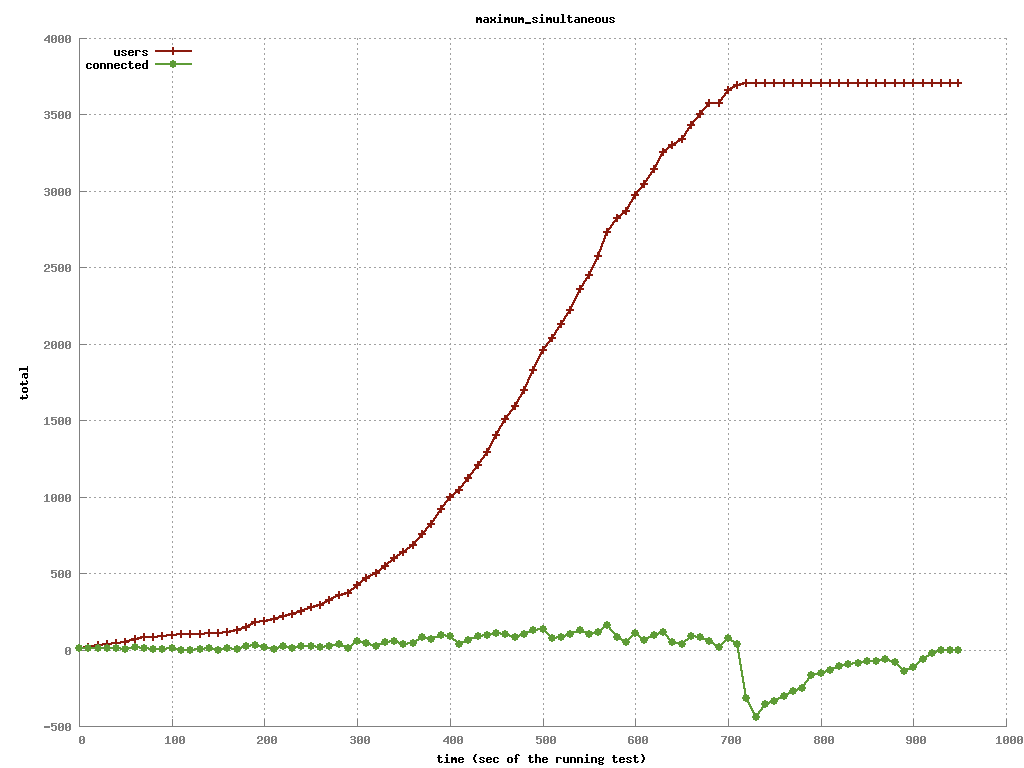 maximum_simultaneous
users
connected
4000
3500
3000
2500
2000
1500
1000
500
0
-500
total
0 100 200 300 400 500 600 700 800 900 1000
time (sec of the running test)